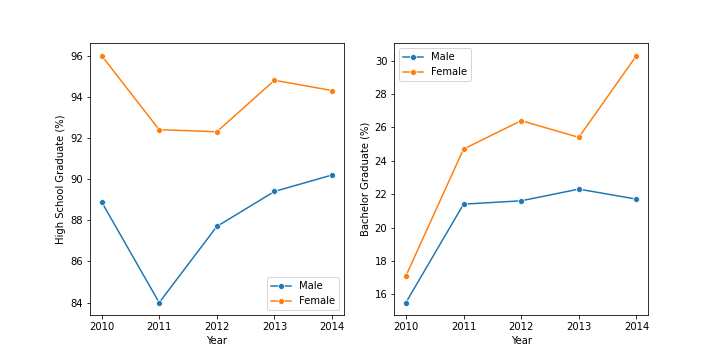 High School Graduate (%)
96
94
92
90
88
86
84
Male
Female
2010 2011 2012 2013 2014
Year
Bachelor Graduate (%)
Male
Female
30
28
26
24
22
20
18
16
2010 2011 2012 2013 2014
Year